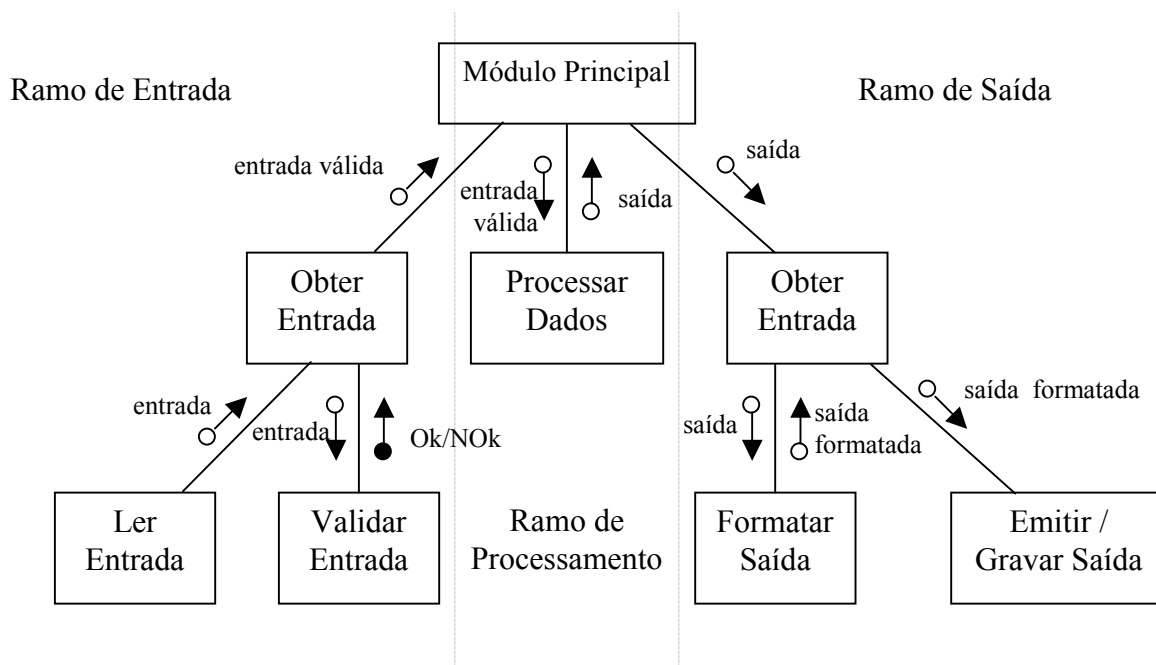 Módulo Principal
Ramo de Entrada
Ramo de Saída
entrada válida
entrada
válida
saída
saída
Obter
Entrada
Processar
Dados
Obter
Entrada
entrada
entrada
Ok/NOk
saída
saída
formatada
saída formatada
Ler
Entrada
Validar
Entrada
Ramo de
Processamento
Formatar
Saída
Emitir /
Gravar Saída